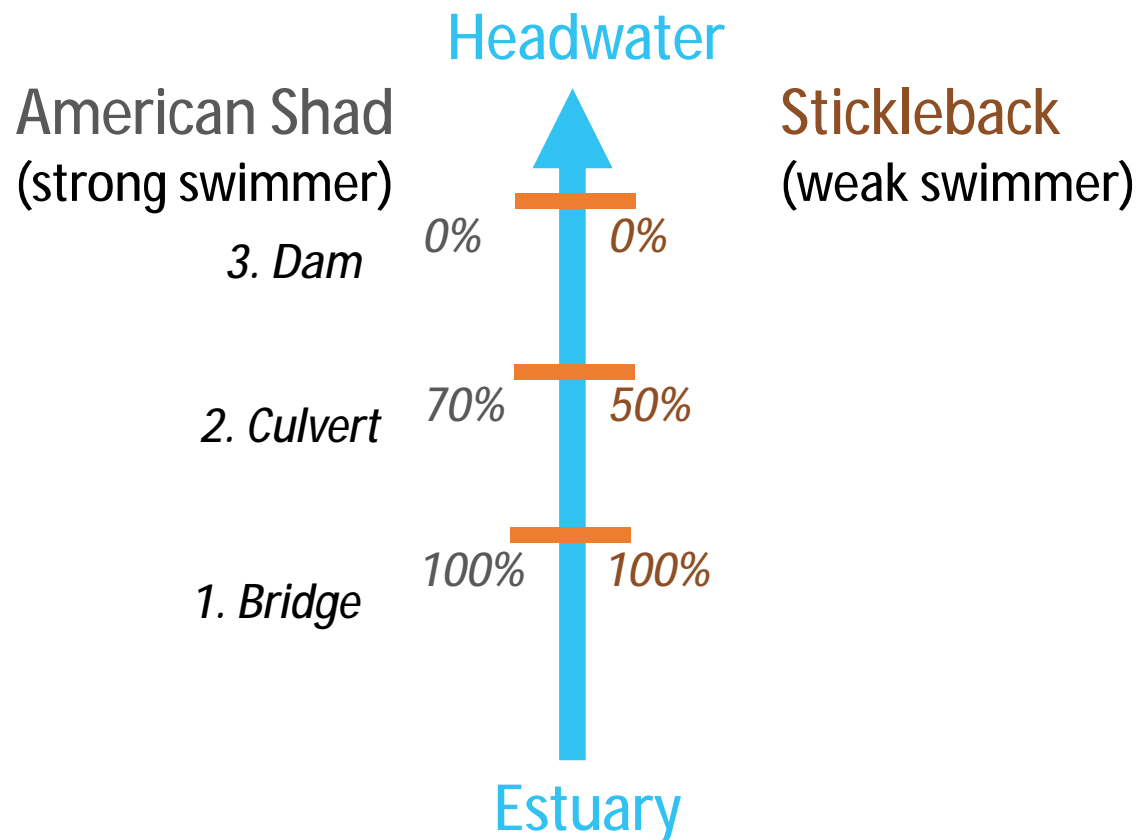 Headwater
American Shad
(strong swimmer)
Stickleback
(weak swimmer)
3. Dam 0% 0%
2. Culvert 70% 50%
1. Bridge 100% 100%
Estuary